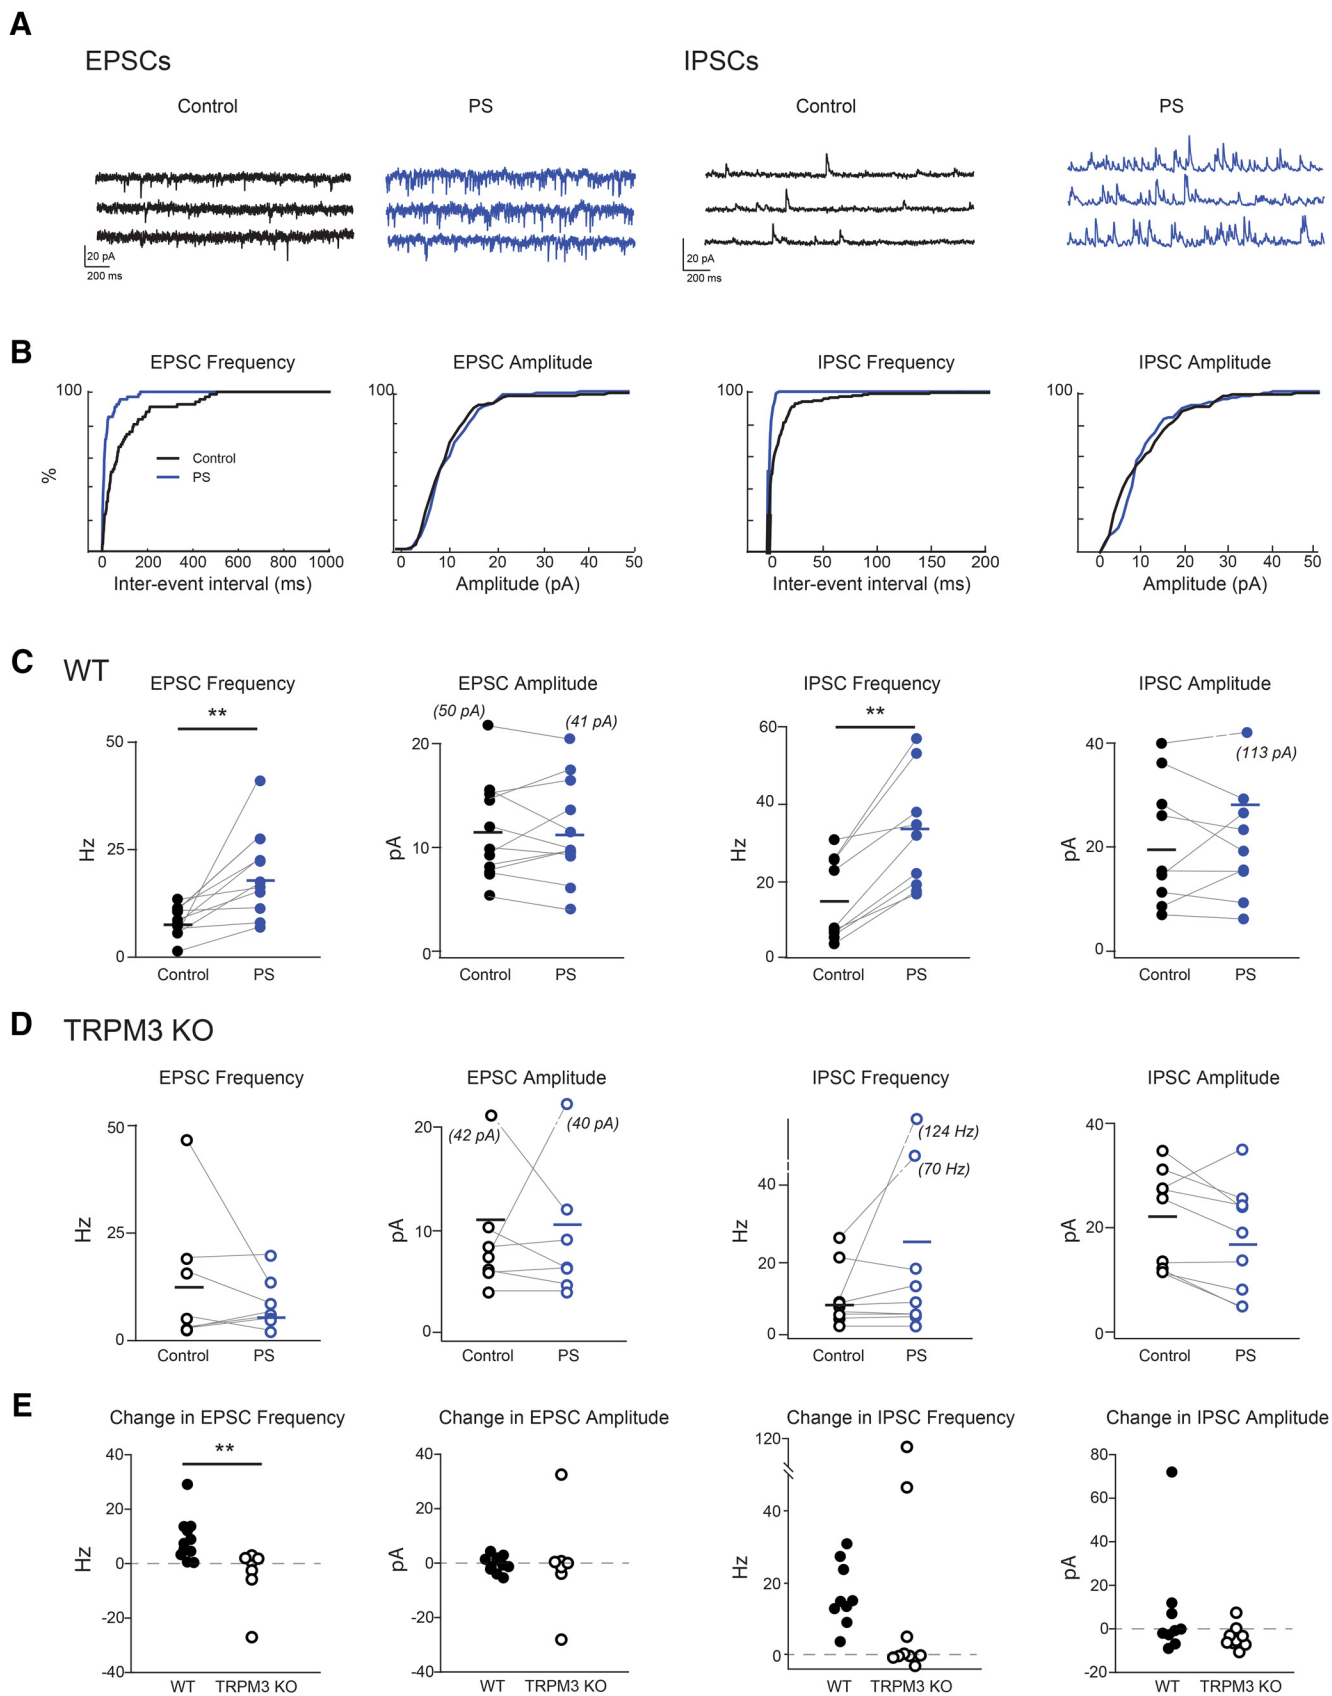 A
EPSCs
IPSCs
Control
PS
Control
PS
20 pA
200 ms
20 pA
200 ms
B
EPSC Frequency
EPSC Amplitude
IPSC Frequency
IPSC Amplitude
100
100
100
100
%
Control
PS
0 200 400 600 800 1000
0 10 20 30 40 50
0 50 100 150 200
0 10 20 30 40 50
Inter-event interval (ms)
Amplitude (pA)
Inter-event interval (ms)
Amplitude (pA)
C
WT
EPSC Frequency
EPSC Amplitude
IPSC Frequency
IPSC Amplitude
**
(50 pA)
(41 pA)
**
(113 pA)
50
25
0
Hz
20
10
0
pA
60
40
20
0
Hz
40
20
0
pA
Control PS
Control PS
Control PS
Control PS
D
TRPM3 KO
EPSC Frequency
EPSC Amplitude
IPSC Frequency
IPSC Amplitude
(42 pA)
(40 pA)
(124 Hz)
(70 Hz)
50
25
0
Hz
20
10
0
pA
40
20
0
Hz
40
20
0
pA
Control PS
Control PS
Control PS
Control PS
E
Change in EPSC Frequency
Change in EPSC Amplitude
Change in IPSC Frequency
Change in IPSC Amplitude
**
40
20
0
-20
-40
Hz
40
20
0
-20
-40
pA
120
40
20
0
Hz
80
60
40
20
0
-20
pA
WT TRPM3 KO
WT TRPM3 KO
WT TRPM3 KO
WT TRPM3 KO